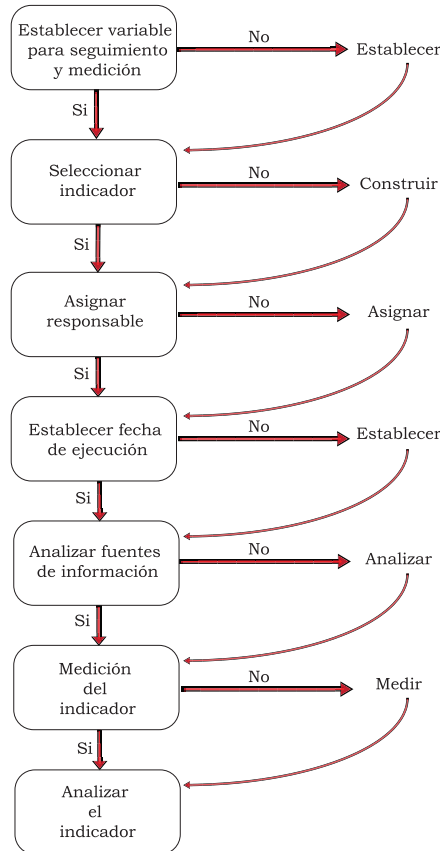 Establecer variable
para seguimiento
y medición
No
Establecer
Si
Seleccionar
indicador
No
Construir
Si
Asignar
responsable
No
Asignar
Si
Establecer fecha
de ejecución
No
Establecer
Si
Analizar fuentes
de información
No
Analizar
Si
Medición
del
indicador
No
Medir
Si
Analizar
el
indicador